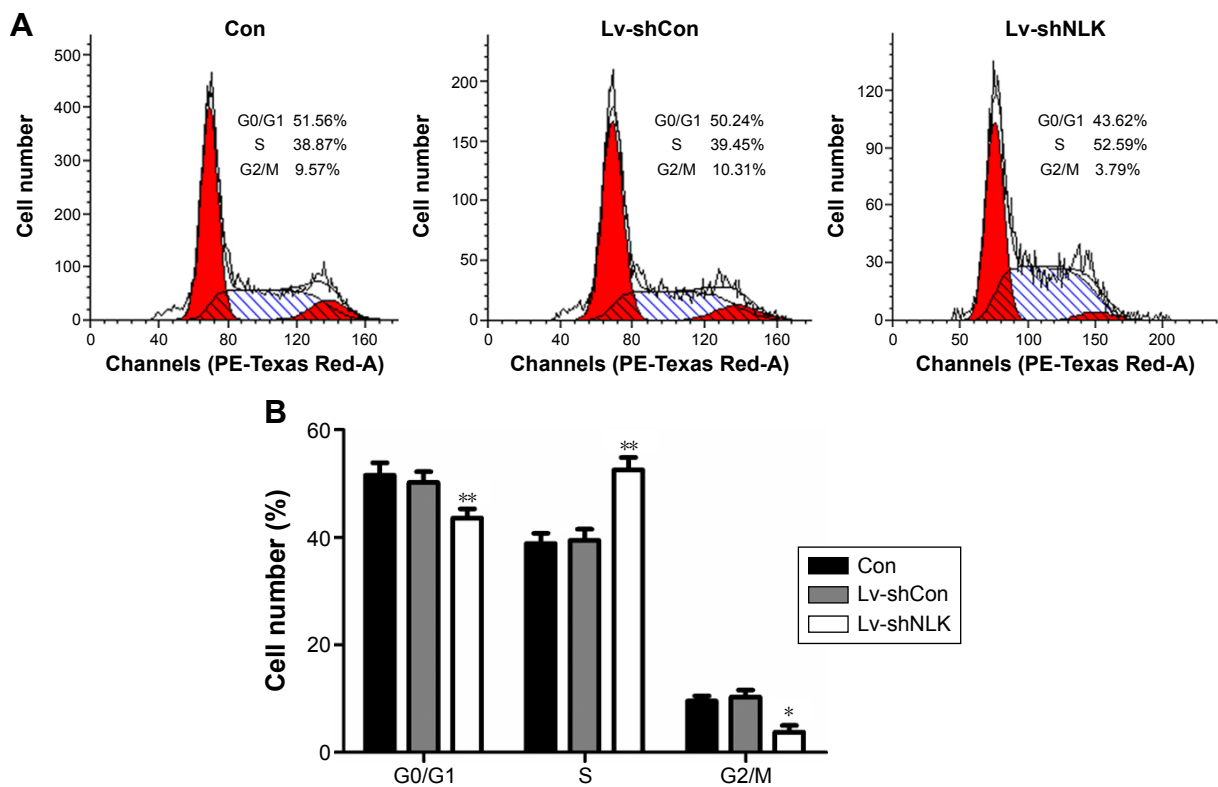 A
Con
500
400
300
200
100
0
Cell number
G0/G1 51.56%
S 38.87%
G2/M 9.57%
0 40 80 120 160
Channels (PE-Texas Red-A)
Lv-shCon
200
150
100
50
0
Cell number
G0/G1 50.24%
S 39.45%
G2/M 10.31%
0 40 80 120 160
Channels (PE-Texas Red-A)
Lv-shNLK
120
90
60
30
0
Cell number
G0/G1 43.62%
S 52.59%
G2/M 3.79%
0 50 100 150 200
Channels (PE-Texas Red-A)
B
60
40
20
0
Cell number (%)
**
**
*
G0/G1 S G2/M
Con
Lv-shCon
Lv-shNLK